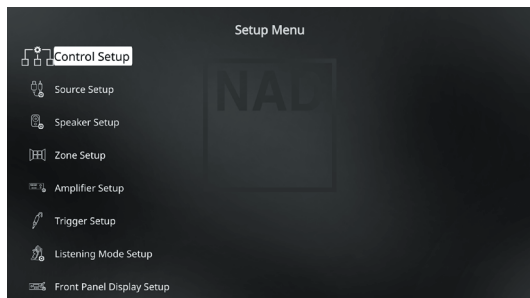 Setup Menu
Control Setup
Source Setup
NAD
Speaker Setup
Zone Setup
Amplifier Setup
Trigger Setup
Listening Mode Setup
Front Panel Display Setup